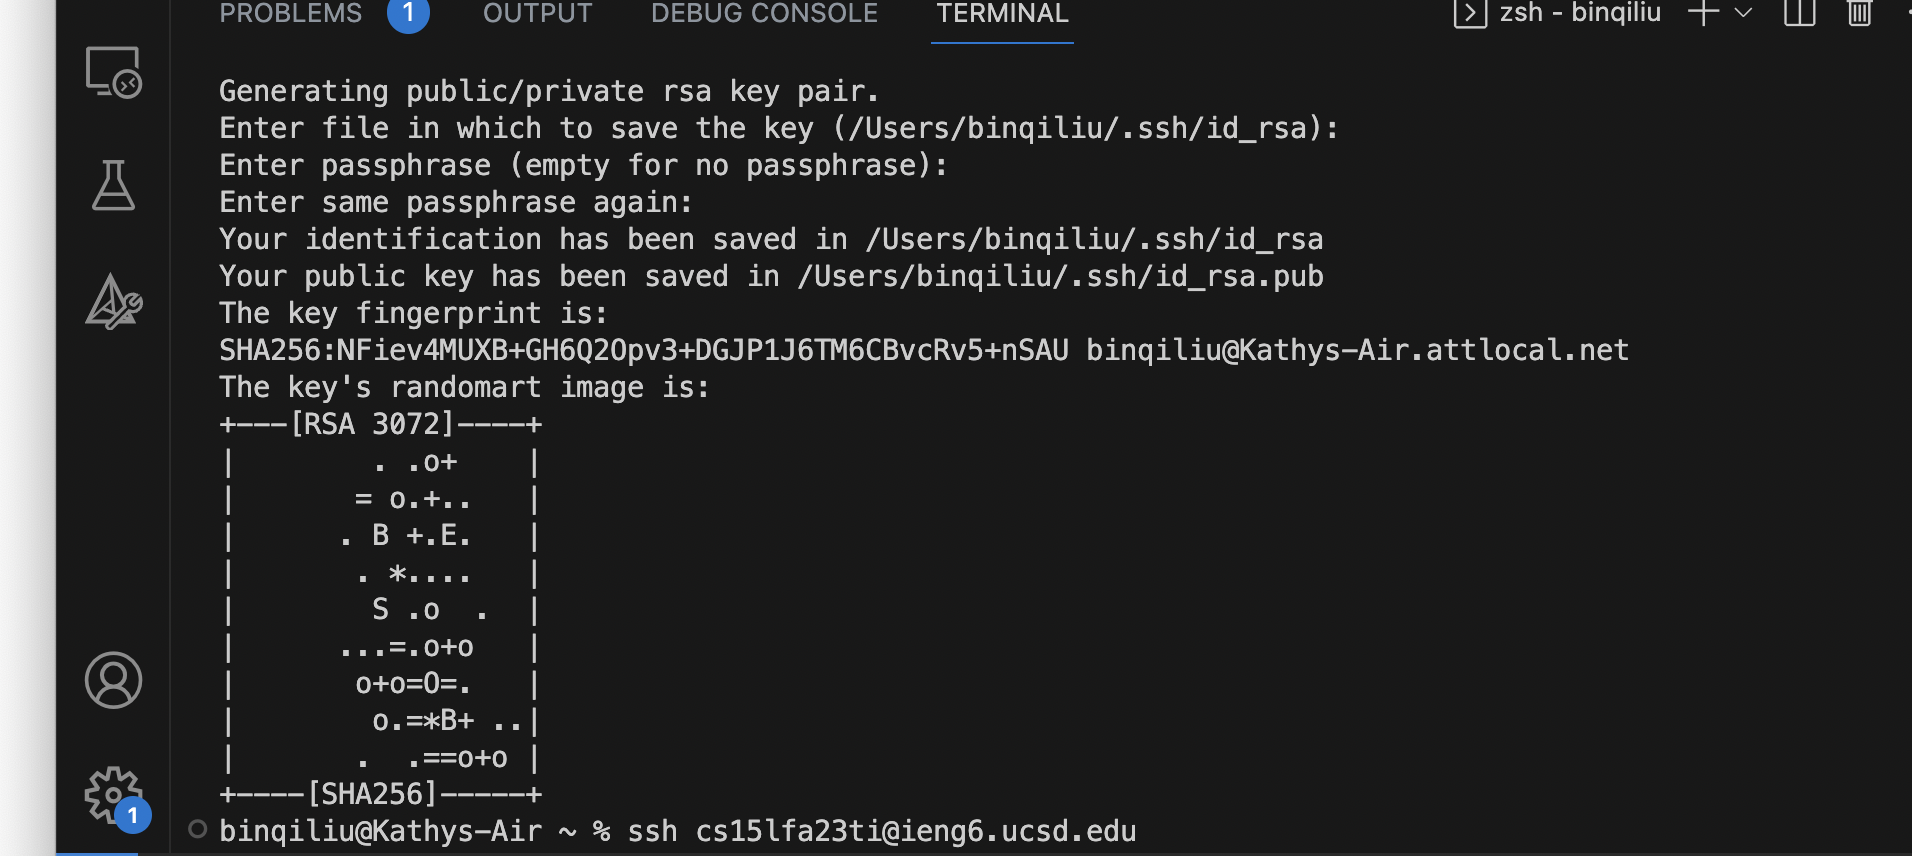 PROBLEMS 1 OUTPUT DEBUG CONSOLE TERMINAL zsh - binqiliu
Generating public/private rsa key pair.
Enter file in which to save the key (/Users/binqiliu/.ssh/id_rsa):
Enter passphrase (empty for no passphrase):
Enter same passphrase again:
Your identification has been saved in /Users/binqiliu/.ssh/id_rsa
Your public key has been saved in /Users/binqiliu/.ssh/id_rsa.pub
The key fingerprint is:
SHA256:NFiev4MUXB+GH6Q2Opv3+DGJP1J6TM6CBvcRv5+nSAU binqiliu@Kathys-Air.attlocal.net
The key's randomart image is:
+---[RSA 3072]----+
|        . .o+    |
|       = o.+..   |
|      . B +.E.   |
|       . *....   |
|        S .o  .  |
|      ...=.o+o   |
|       o+o=O=.   |
|        o.=*B+ ..|
|       .  .==o+o |
+----[SHA256]-----+
binqiliu@Kathys-Air ~ % ssh cs15lfa23ti@ieng6.ucsd.edu
1